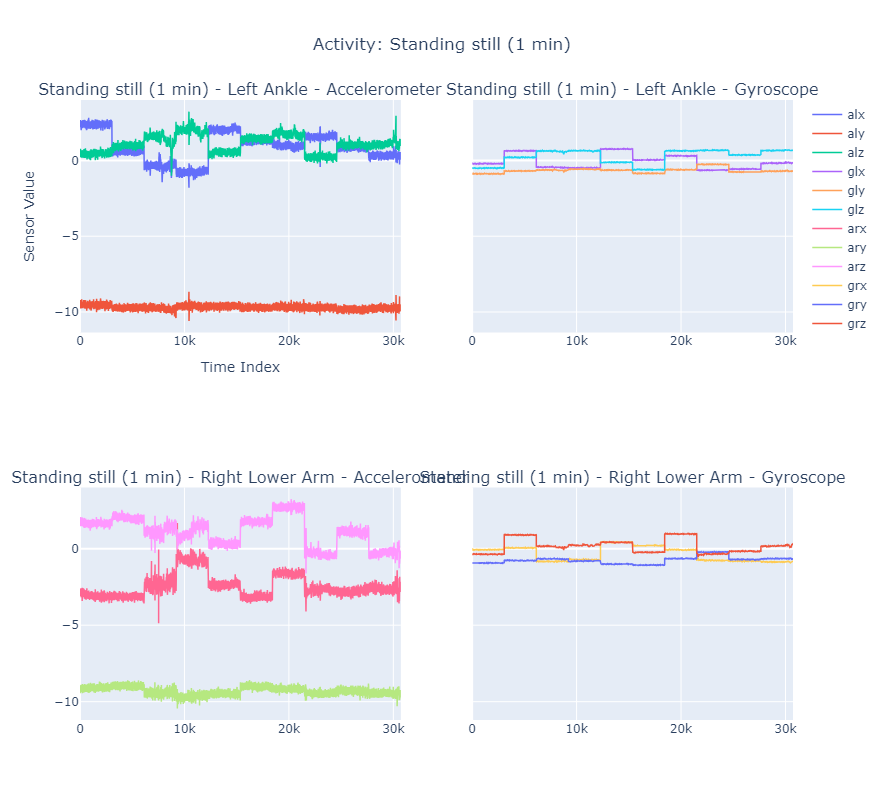 Activity: Standing still (1 min)
Standing still (1 min) - Left Ankle - Accelerometer
Standing still (1 min) - Left Ankle - Gyroscope
0
−5
−10
Sensor Value
0
10k
20k
30k
Time Index
0
10k
20k
30k
alx
aly
alz
glx
gly
glz
arx
ary
arz
grx
gry
grz
Standing still (1 min) - Right Lower Arm - Accelerometer
Standing still (1 min) - Right Lower Arm - Gyroscope
0
−5
−10
0
10k
20k
30k
0
10k
20k
30k